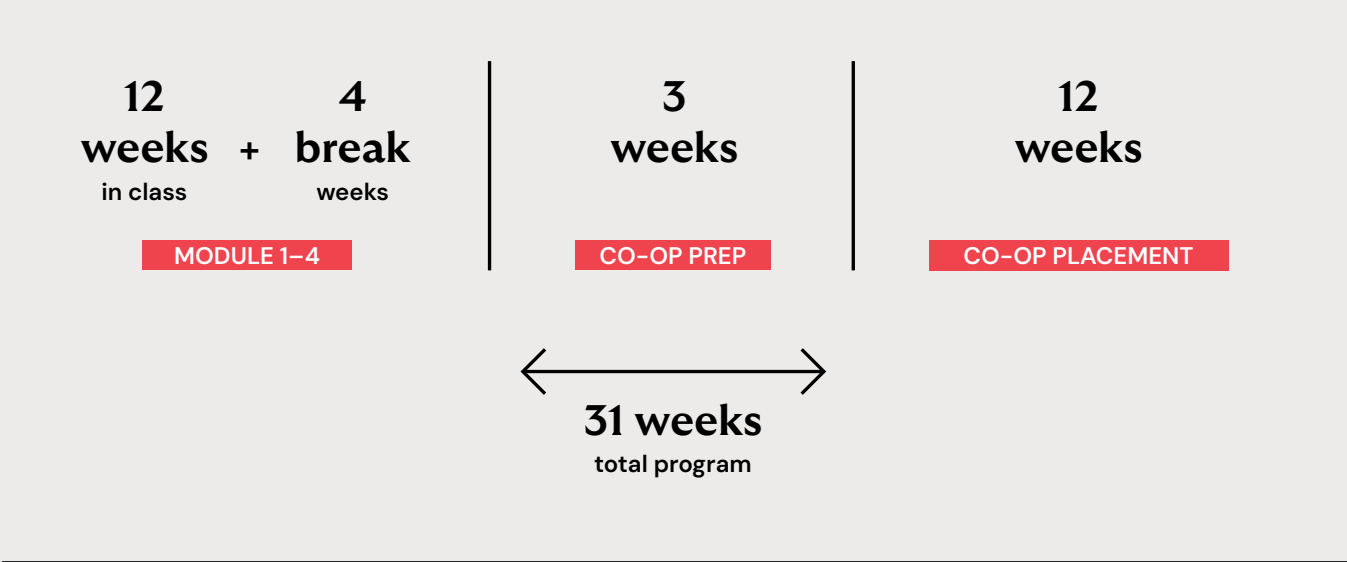 12
weeks
in class
+
4
break
weeks
MODULE 1–4
3
weeks
CO-OP PREP
12
weeks
CO-OP PLACEMENT
31 weeks
total program